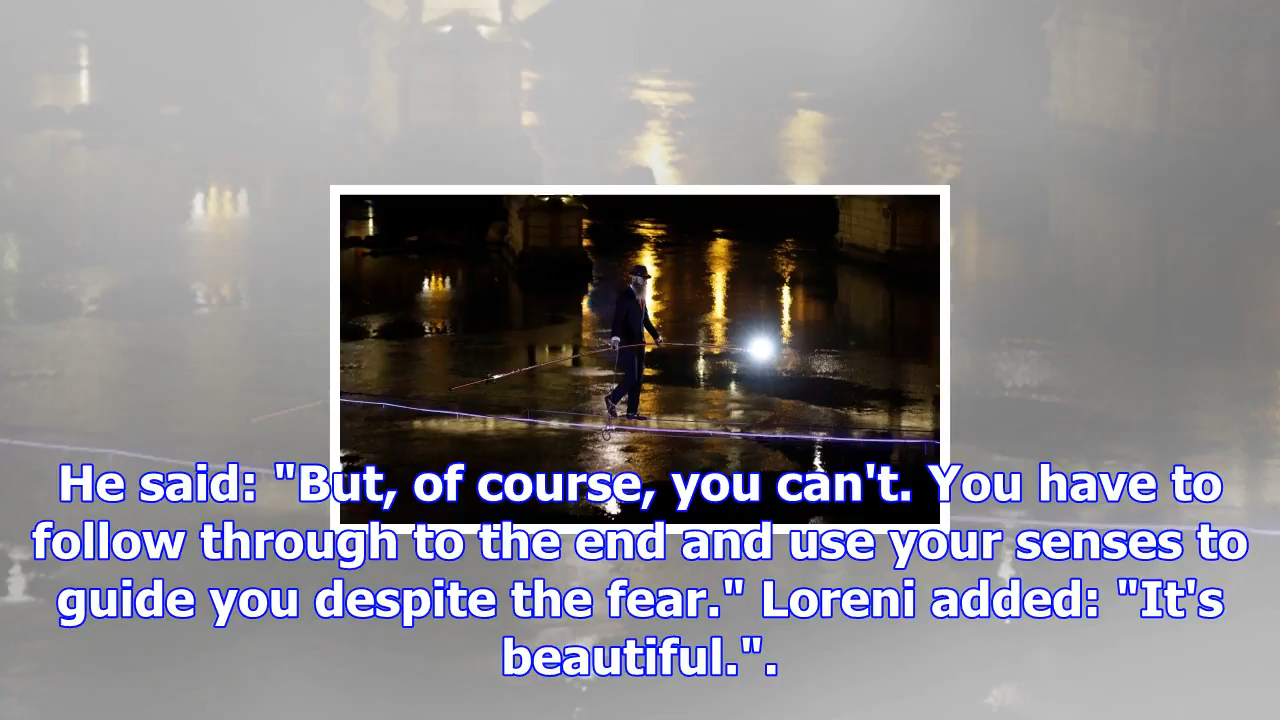 He said: "But, of course, you can't. You have to
follow through to the end and use your senses to
guide you despite the fear." Loreni added: "It's
beautiful.".